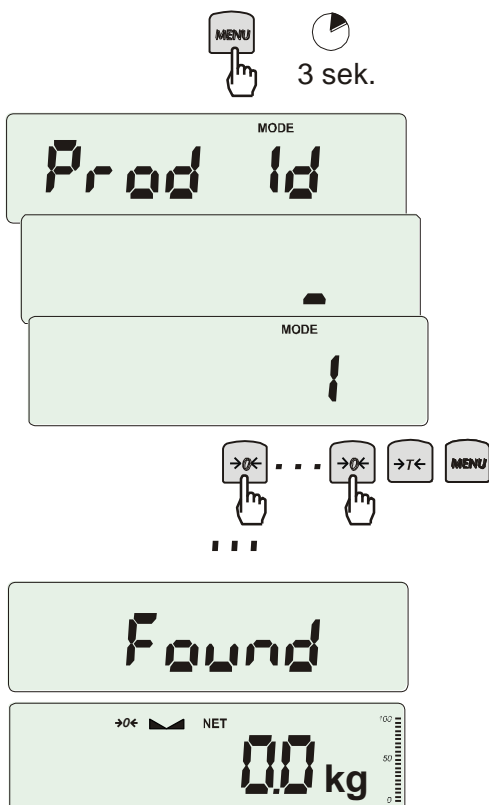 MENU
3 sek.
MODE
Prod Id
_
MODE
1
→0← . . . →0← →T← MENU
...
Found
→0← NET 100
50
0.0 kg
0